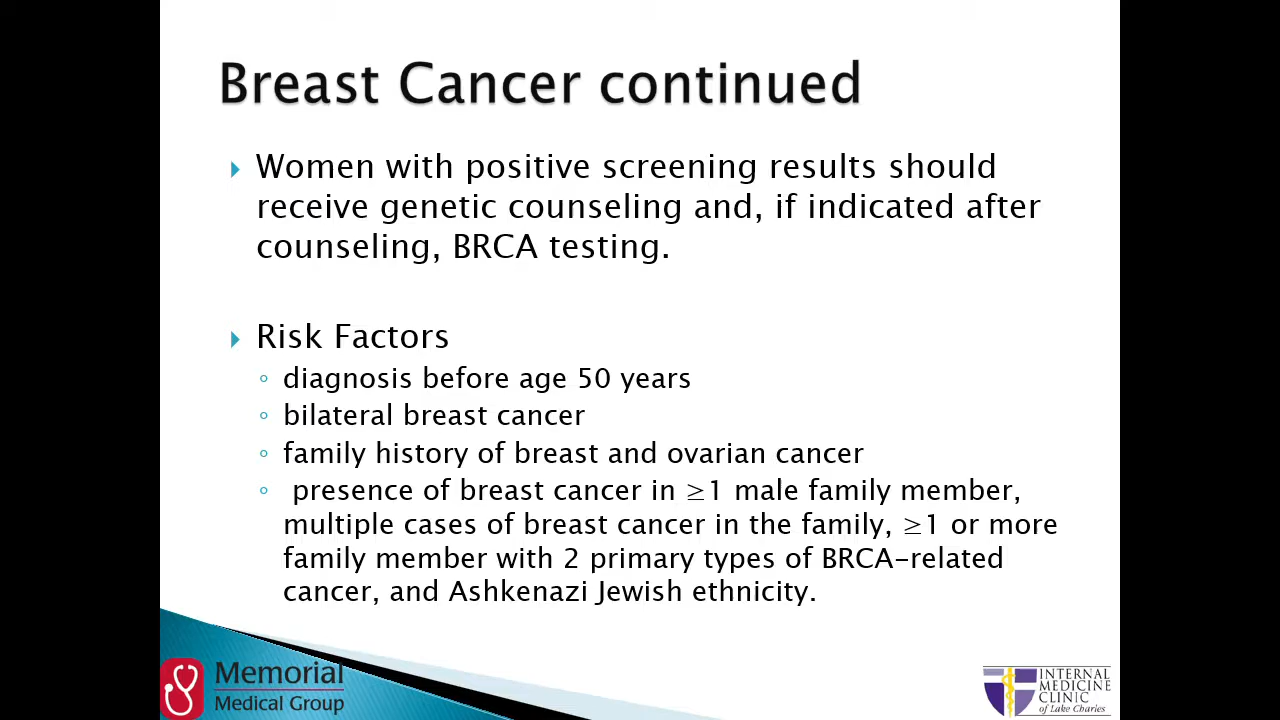 Breast Cancer continued
Women with positive screening results should
receive genetic counseling and, if indicated after
counseling, BRCA testing.
Risk Factors
diagnosis before age 50 years
bilateral breast cancer
family history of breast and ovarian cancer
presence of breast cancer in ≥1 male family member,
multiple cases of breast cancer in the family, ≥1 or more
family member with 2 primary types of BRCA-related
cancer, and Ashkenazi Jewish ethnicity.
Memorial
Medical Group
INTERNAL
MEDICINE
CLINIC
of Lake Charles